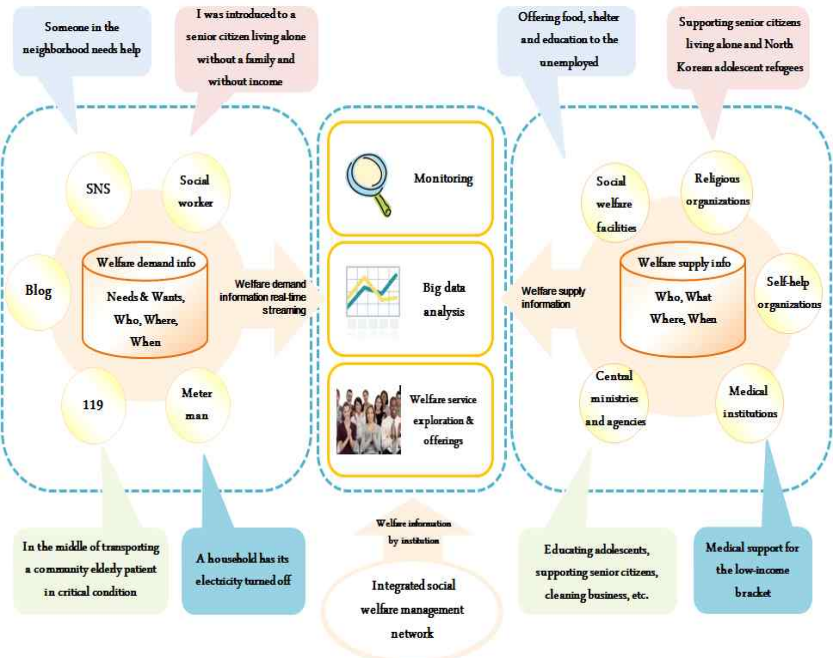 Someone in the
neighborhood needs help
I was introduced to a
senior citizen living alone
without a family and
without income
Offering food, shelter
and education to the
unemployed
Supporting senior citizens
living alone and North
Korean adolescent refugees
SNS
Social
worker
Blog
Welfare demand info
Needs & Wants,
Who, Where,
When
119
Meter
man
Welfare demand
information real-time
streaming
Monitoring
Big data
analysis
Welfare service
exploration &
offerings
Welfare supply
information
Social
welfare
facilities
Religious
organizations
Welfare supply info
Who, What
Where, When
Self-help
organizations
Central
ministries
and agencies
Medical
institutions
In the middle of transporting
a community elderly patient
in critical condition
A household has its
electricity turned off
Welfare information
by institution
Integrated social
welfare management
network
Educating adolescents,
supporting senior citizens,
cleaning business, etc.
Medical support for
the low-income
bracket